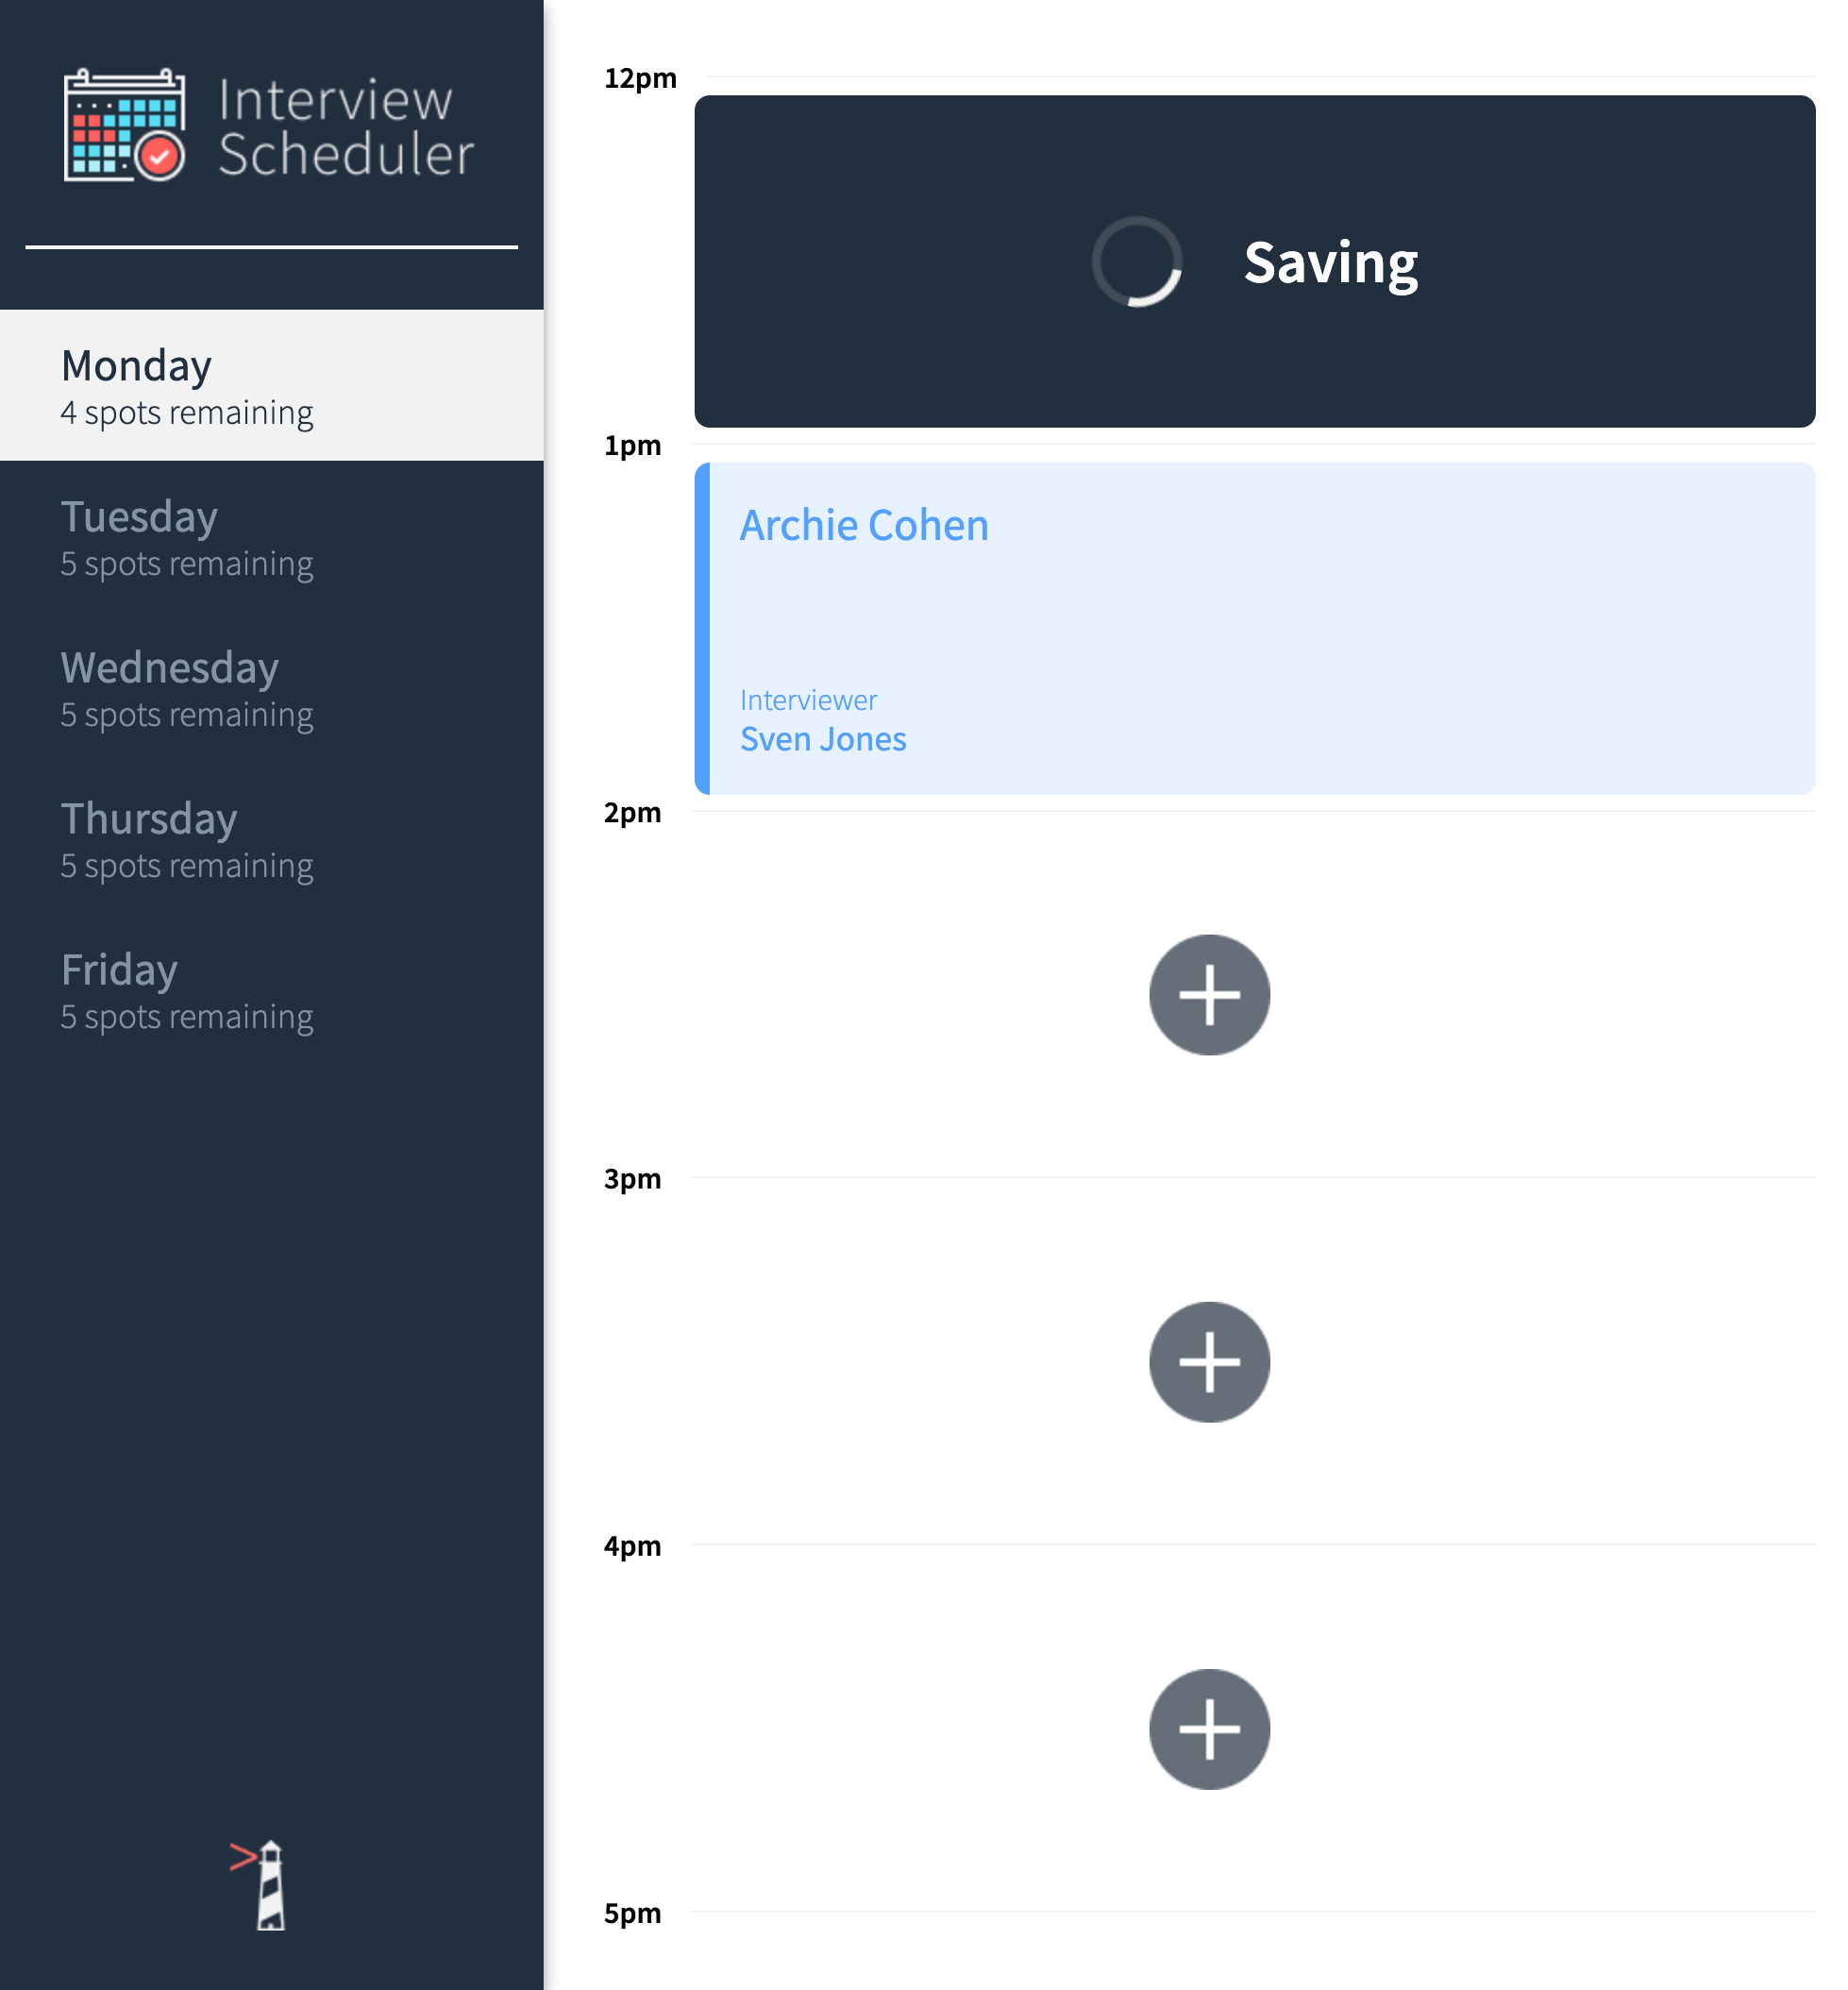 Interview
Scheduler
Monday
4 spots remaining
Tuesday
5 spots remaining
Wednesday
5 spots remaining
Thursday
5 spots remaining
Friday
5 spots remaining
12pm
Saving
1pm
Archie Cohen
Interviewer
Sven Jones
2pm
3pm
4pm
5pm